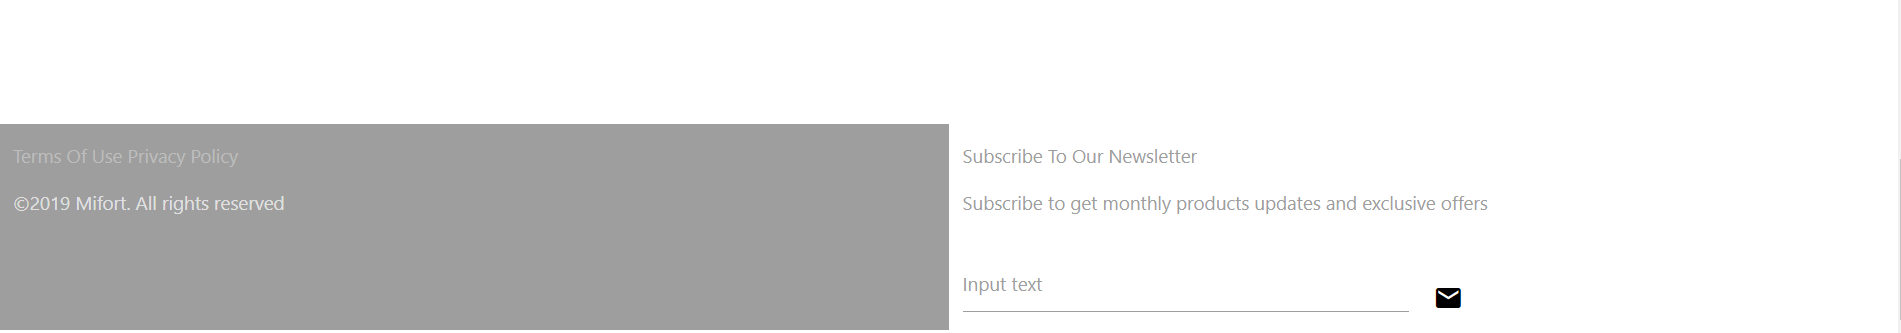 Terms Of Use Privacy Policy
©2019 Mifort. All rights reserved
Subscribe To Our Newsletter
Subscribe to get monthly products updates and exclusive offers
Input text